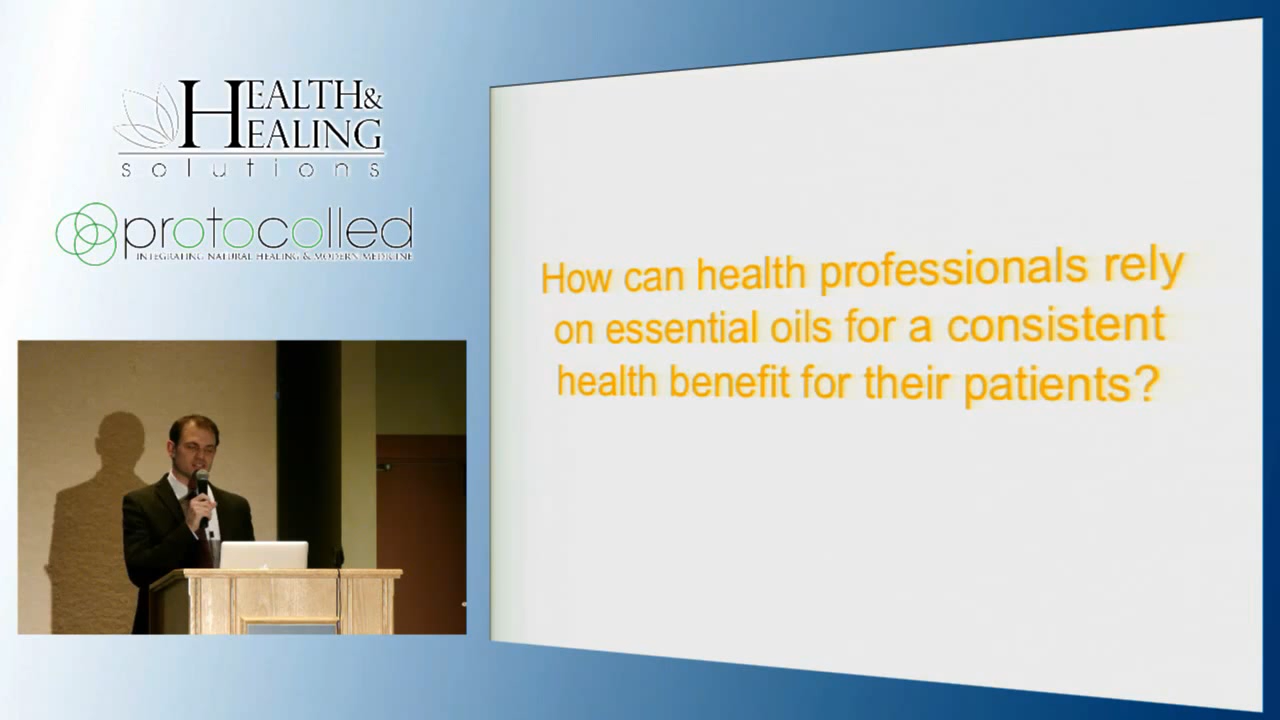 HEALTH&
HEALING
solutions
protocolled
INTEGRATING NATURAL HEALING & MODERN MEDICINE
How can health professionals rely
on essential oils for a consistent
health benefit for their patients?